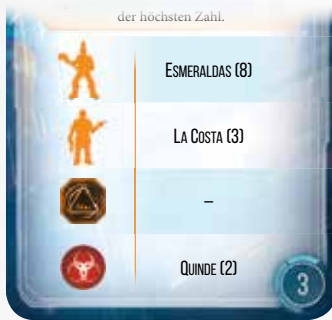 der höchsten Zahl.
Esmeraldas (8)
La Costa (3)
–
Quinde (2)
3